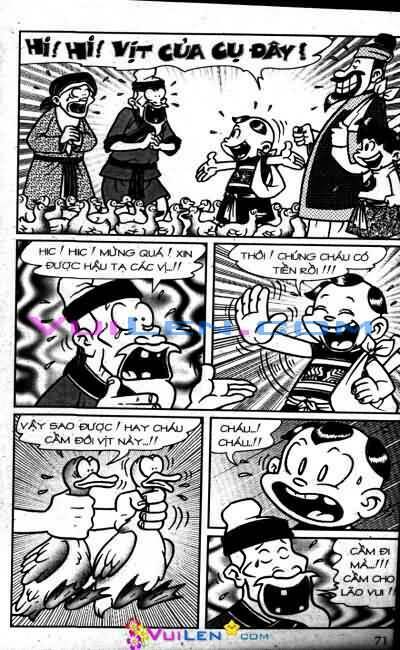 HI! HI! VỊT CỦA CỤ ĐÂY!
HIC! HIC! MỪNG QUÁ! XIN
ĐƯỢC HẬU TẠ CÁC VỊ..!!
THÔI! CHÚNG CHÁU CÓ
TIỀN RỒI!!!
VUILEN.COM
VẬY SAO ĐƯỢC! HAY CHÁU
CẦM ĐÔI VỊT NÀY...!!
CHÁU..!
CHÁU..!!
CẦM ĐI
MÀ...!!!
CẦM CHO
LÃO VUI!
71
VUILEN.COM